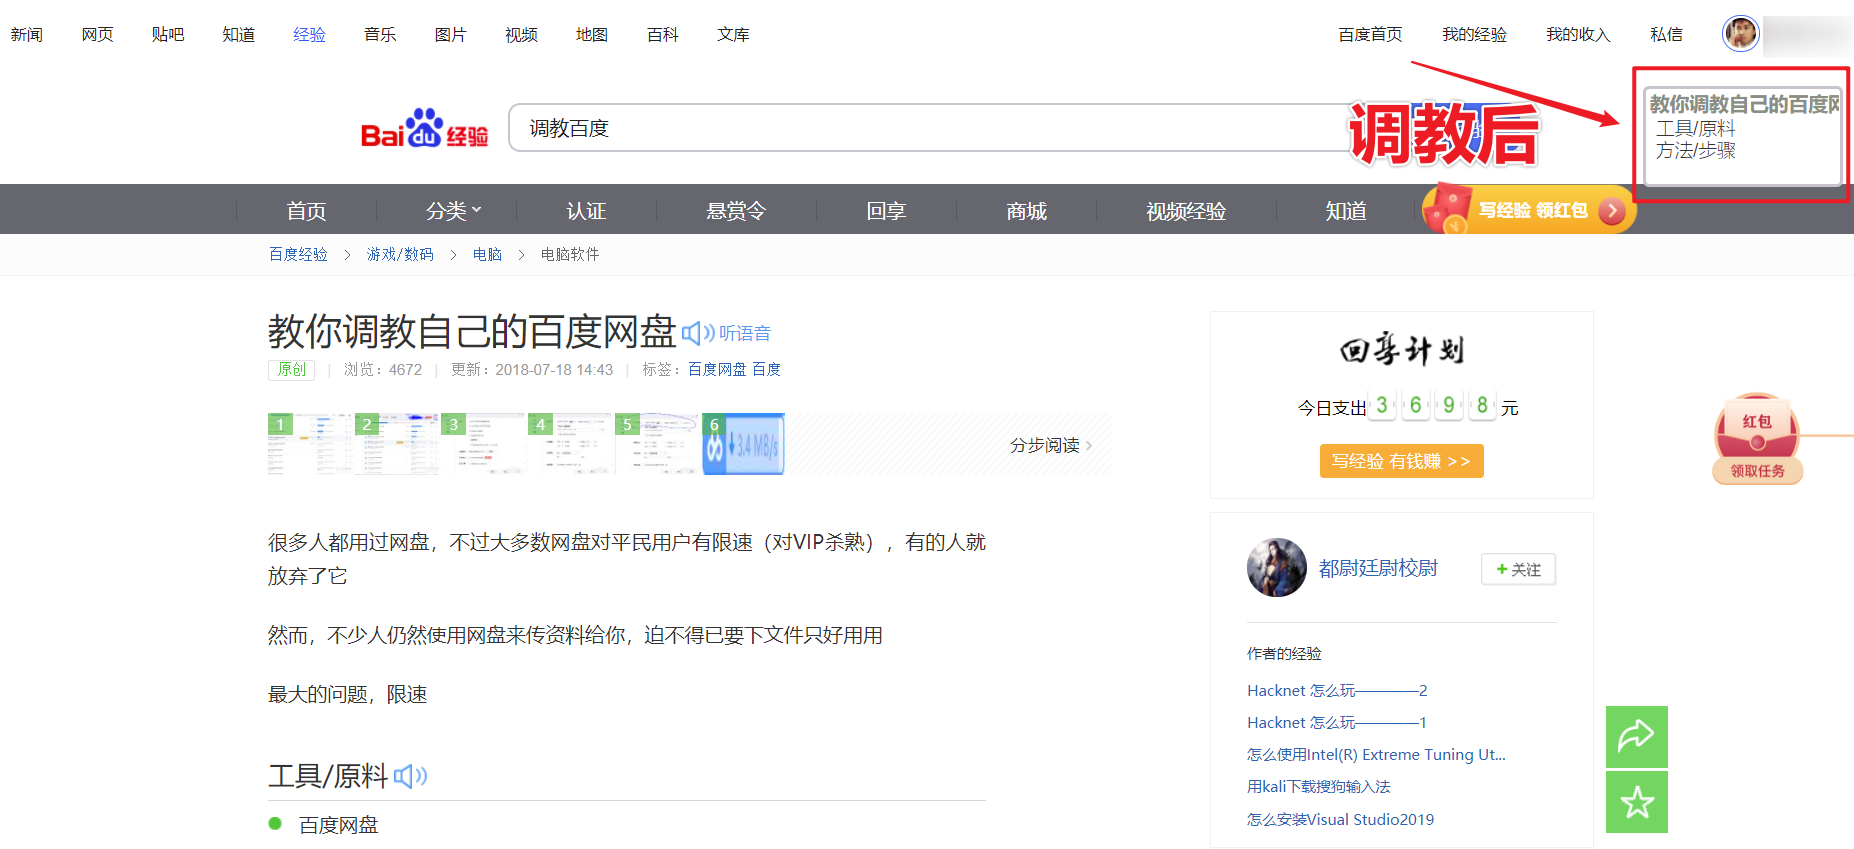 新闻 网页 贴吧 知道 经验 音乐 图片 视频 地图 百科 文库 百度首页 我的经验 我的收入 私信
Baidu经验 调教百度
调教后
教你调教自己的百度网
工具/原料
方法/步骤
首页 分类 认证 悬赏令 回享 商城 视频经验 知道 写经验 领红包
百度经验 > 游戏/数码 > 电脑 > 电脑软件
教你调教自己的百度网盘 听语音
原创 | 浏览：4672 | 更新：2018-07-18 14:43 | 标签：百度网盘 百度
1 2 3 4 5 6 3.4 MB/s
分步阅读 >
很多人都用过网盘，不过大多数网盘对平民用户有限速（对VIP杀熟），有的人就
放弃了它
然而，不少人仍然使用网盘来传资料给你，迫不得已要下文件只好用用
最大的问题，限速
工具/原料
百度网盘
回享计划
今日支出 3 6 9 8 元
写经验 有钱赚 >>
都尉廷尉校尉 +关注
作者的经验
Hacknet 怎么玩————2
Hacknet 怎么玩————1
怎么使用Intel(R) Extreme Tuning Ut...
用kali下载搜狗输入法
怎么安装Visual Studio2019
红包
领取任务